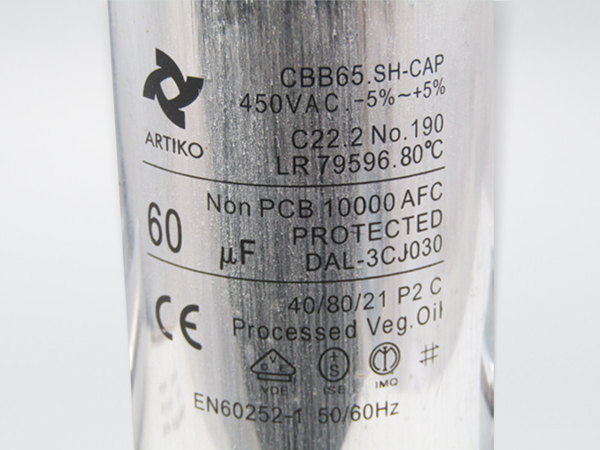 CBB65.SH-CAP
450VAC.-5%~+5%
ARTIKO
C22.2 No.190
LR 79596.80℃
Non PCB 10000 AFC
60 μF
PROTECTED
DAL-3CJ030
40/80/21 P2 C
CE
Processed Veg.Oil
VDE ISE IMQ #
EN60252-1 50/60Hz